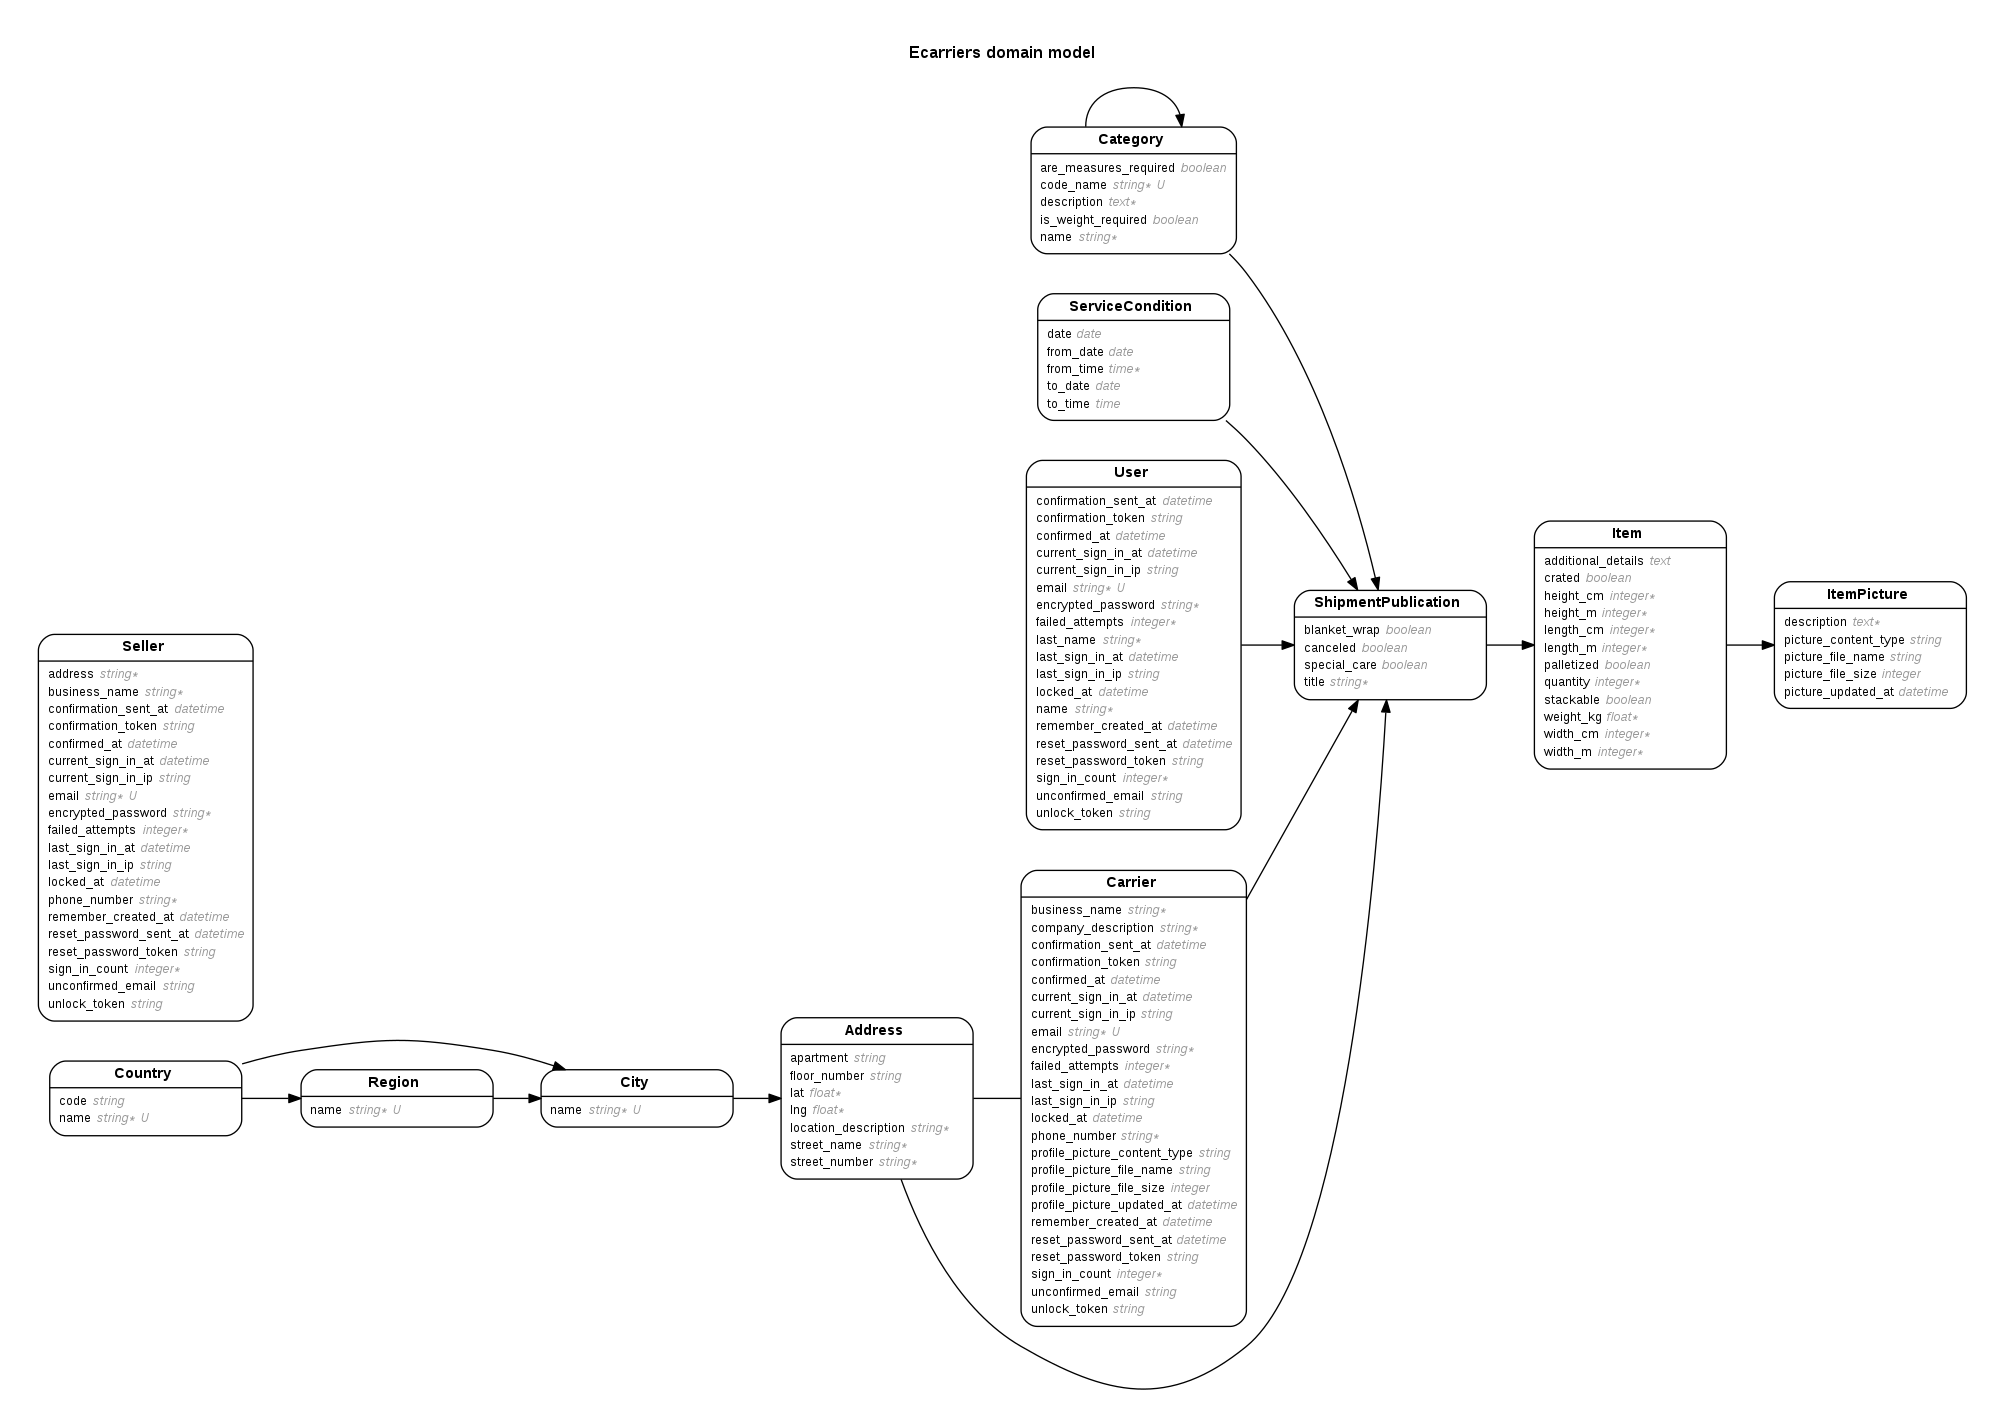 Ecarriers domain model
Category
are_measures_required boolean
code_name string* U
description text*
is_weight_required boolean
name string*
ServiceCondition
date date
from_date date
from_time time*
to_date date
to_time time
User
confirmation_sent_at datetime
confirmation_token string
confirmed_at datetime
current_sign_in_at datetime
current_sign_in_ip string
email string* U
encrypted_password string*
failed_attempts integer*
last_name string*
last_sign_in_at datetime
last_sign_in_ip string
locked_at datetime
name string*
remember_created_at datetime
reset_password_sent_at datetime
reset_password_token string
sign_in_count integer*
unconfirmed_email string
unlock_token string
ShipmentPublication
blanket_wrap boolean
canceled boolean
special_care boolean
title string*
Item
additional_details text
crated boolean
height_cm integer*
height_m integer*
length_cm integer*
length_m integer*
palletized boolean
quantity integer*
stackable boolean
weight_kg float*
width_cm integer*
width_m integer*
ItemPicture
description text*
picture_content_type string
picture_file_name string
picture_file_size integer
picture_updated_at datetime
Seller
address string*
business_name string*
confirmation_sent_at datetime
confirmation_token string
confirmed_at datetime
current_sign_in_at datetime
current_sign_in_ip string
email string* U
encrypted_password string*
failed_attempts integer*
last_sign_in_at datetime
last_sign_in_ip string
locked_at datetime
phone_number string*
remember_created_at datetime
reset_password_sent_at datetime
reset_password_token string
sign_in_count integer*
unconfirmed_email string
unlock_token string
Country
code string
name string* U
Region
name string* U
City
name string* U
Address
apartment string
floor_number string
lat float*
lng float*
location_description string*
street_name string*
street_number string*
Carrier
business_name string*
company_description string*
confirmation_sent_at datetime
confirmation_token string
confirmed_at datetime
current_sign_in_at datetime
current_sign_in_ip string
email string* U
encrypted_password string*
failed_attempts integer*
last_sign_in_at datetime
last_sign_in_ip string
locked_at datetime
phone_number string*
profile_picture_content_type string
profile_picture_file_name string
profile_picture_file_size integer
profile_picture_updated_at datetime
remember_created_at datetime
reset_password_sent_at datetime
reset_password_token string
sign_in_count integer*
unconfirmed_email string
unlock_token string